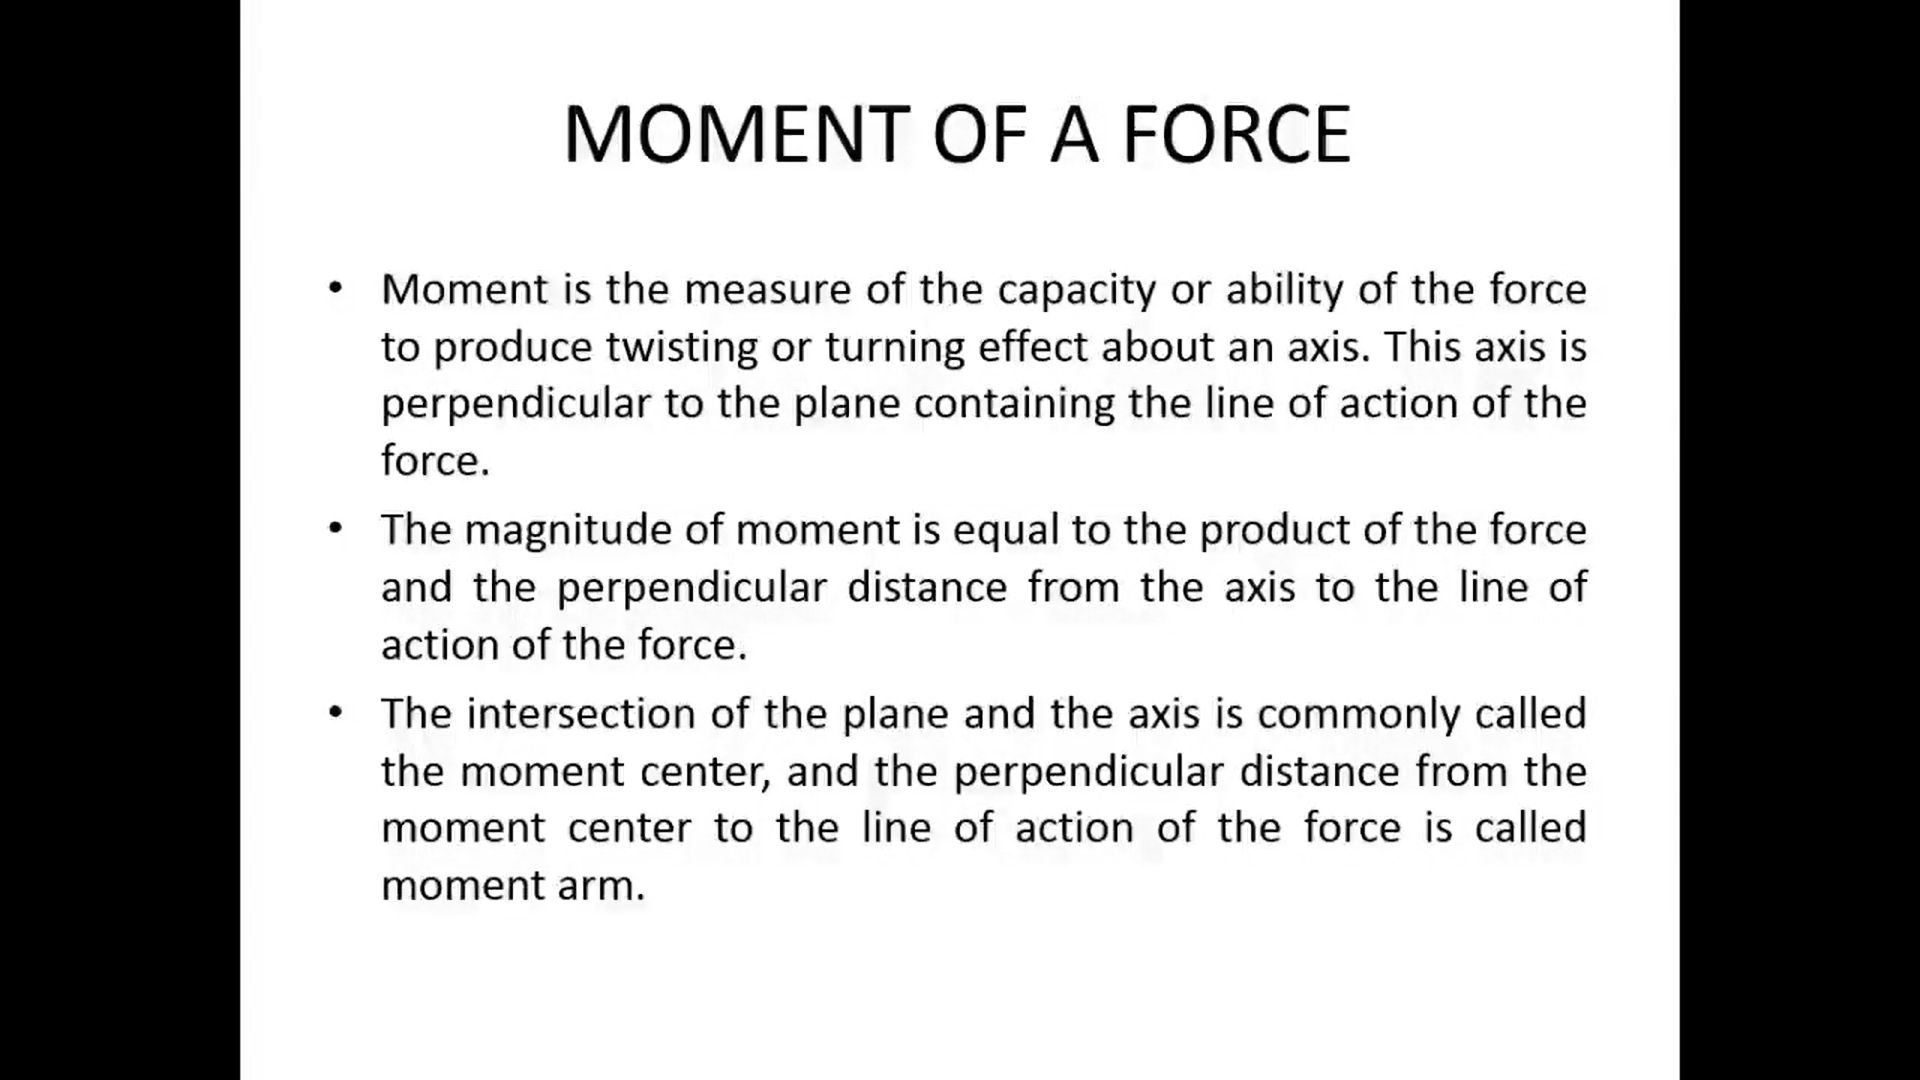 MOMENT OF A FORCE
• Moment is the measure of the capacity or ability of the force
to produce twisting or turning effect about an axis. This axis is
perpendicular to the plane containing the line of action of the
force.
• The magnitude of moment is equal to the product of the force
and the perpendicular distance from the axis to the line of
action of the force.
• The intersection of the plane and the axis is commonly called
the moment center, and the perpendicular distance from the
moment center to the line of action of the force is called
moment arm.